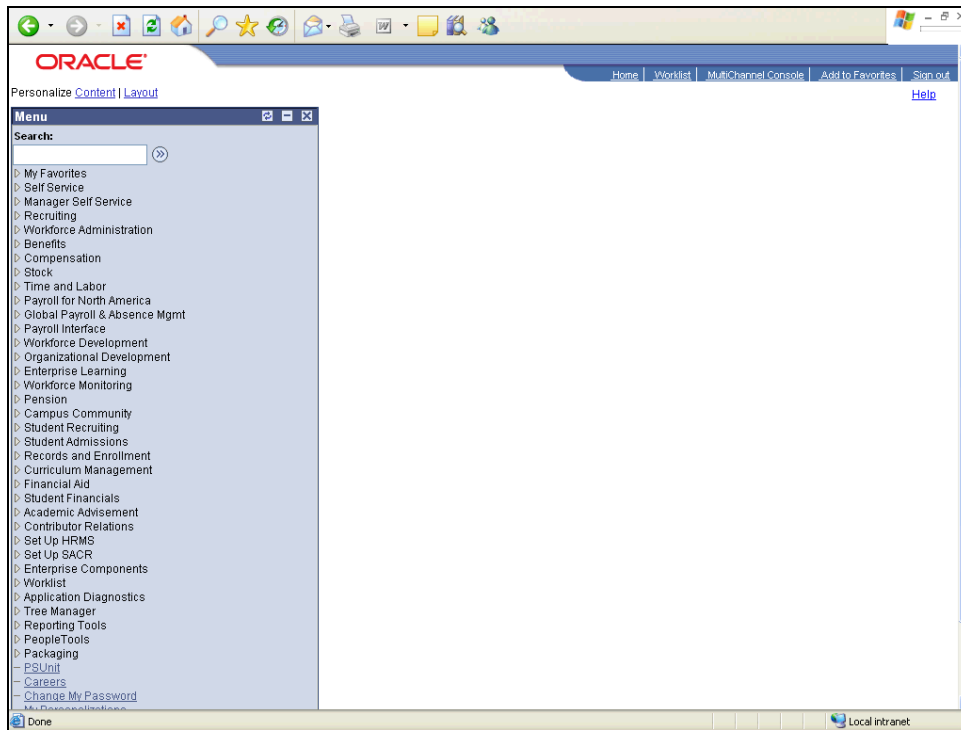 ORACLE
Home | Worklist | MultiChannel Console | Add to Favorites | Sign out
Personalize Content | Layout
Help
Menu
Search:
My Favorites
Self Service
Manager Self Service
Recruiting
Workforce Administration
Benefits
Compensation
Stock
Time and Labor
Payroll for North America
Global Payroll & Absence Mgmt
Payroll Interface
Workforce Development
Organizational Development
Enterprise Learning
Workforce Monitoring
Pension
Campus Community
Student Recruiting
Student Admissions
Records and Enrollment
Curriculum Management
Financial Aid
Student Financials
Academic Advisement
Contributor Relations
Set Up HRMS
Set Up SACR
Enterprise Components
Worklist
Application Diagnostics
Tree Manager
Reporting Tools
PeopleTools
Packaging
PSUnit
Careers
Change My Password
My Personalizations
Done
Local intranet